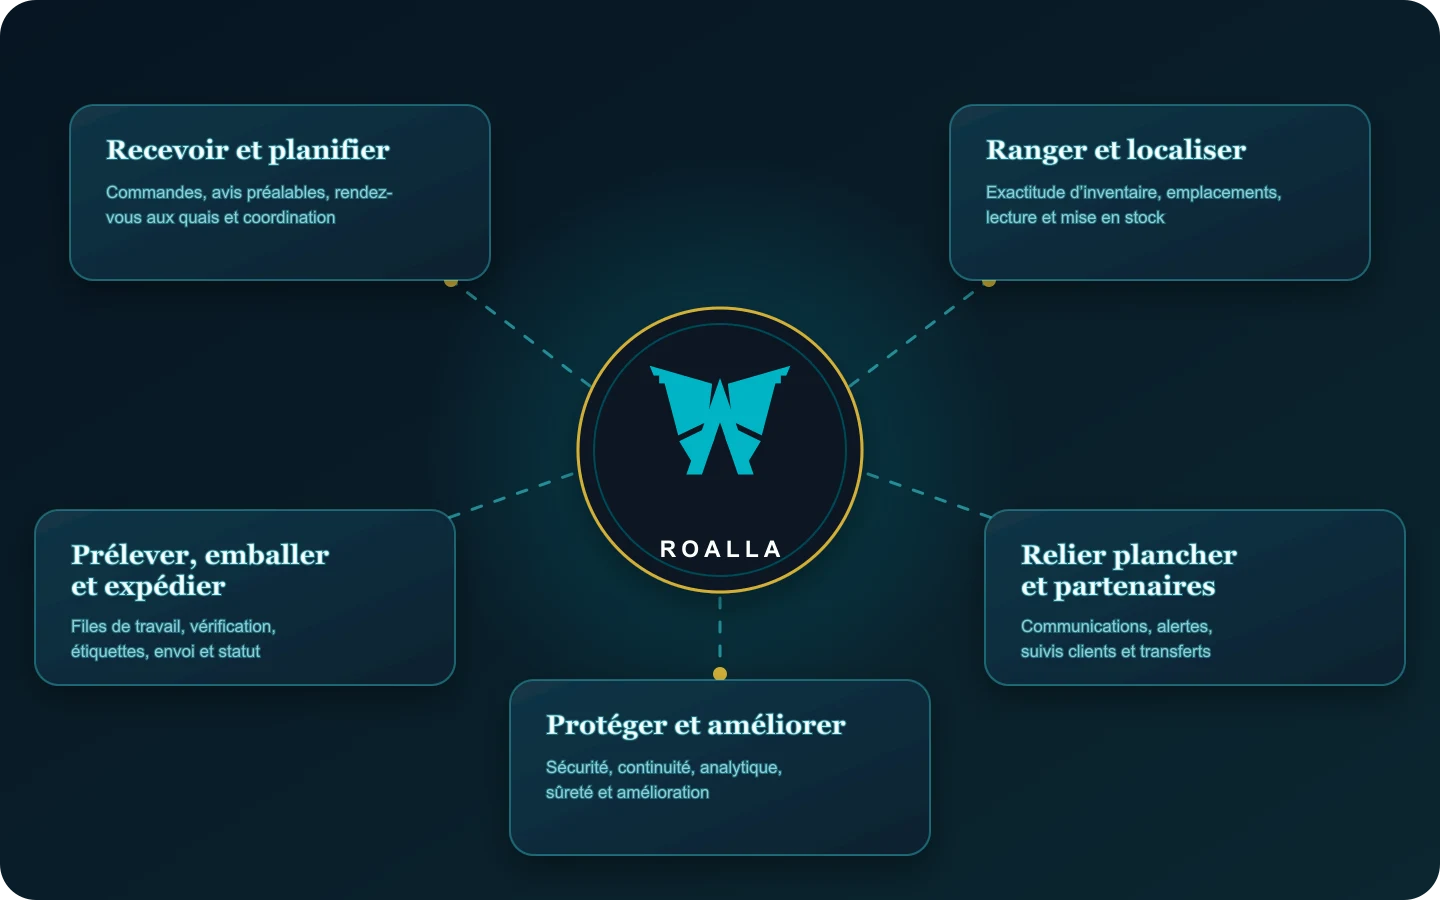 Recevoir et planifier
Commandes, avis préalables, rendez-
vous aux quais et coordination
Ranger et localiser
Exactitude d’inventaire, emplacements,
lecture et mise en stock
ROALLA
Prélever, emballer
et expédier
Files de travail, vérification,
étiquettes, envoi et statut
Relier plancher
et partenaires
Communications, alertes,
suivis clients et transferts
Protéger et améliorer
Sécurité, continuité, analytique,
sûreté et amélioration